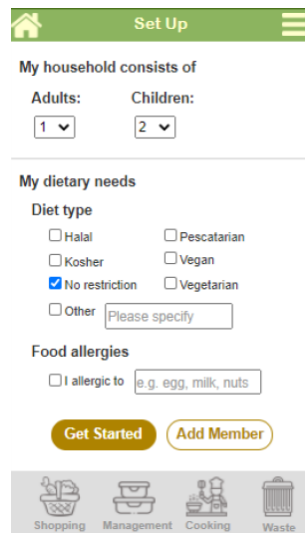 Set Up
My household consists of
Adults: Children:
1 2
My dietary needs
Diet type
Halal Pescatarian
Kosher Vegan
No restriction Vegetarian
Other Please specify
Food allergies
I allergic to e.g. egg, milk, nuts
Get Started Add Member
Shopping Management Cooking Waste